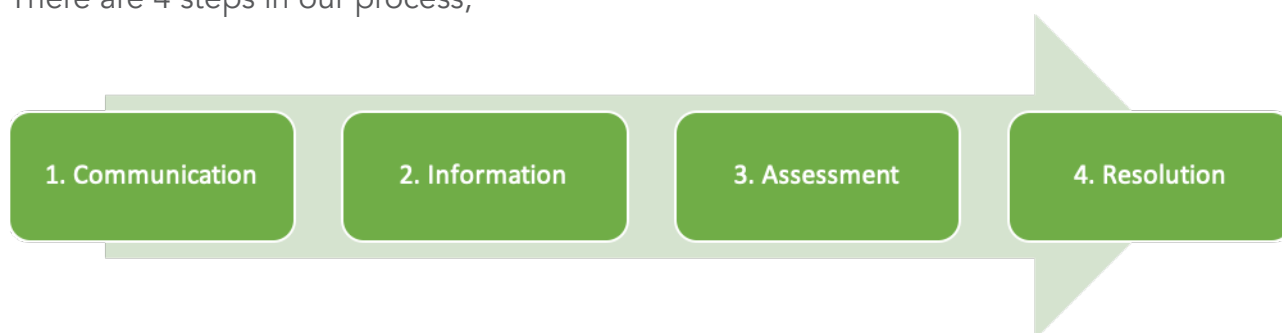 There are 4 steps in our process;
1. Communication
2. Information
3. Assessment
4. Resolution